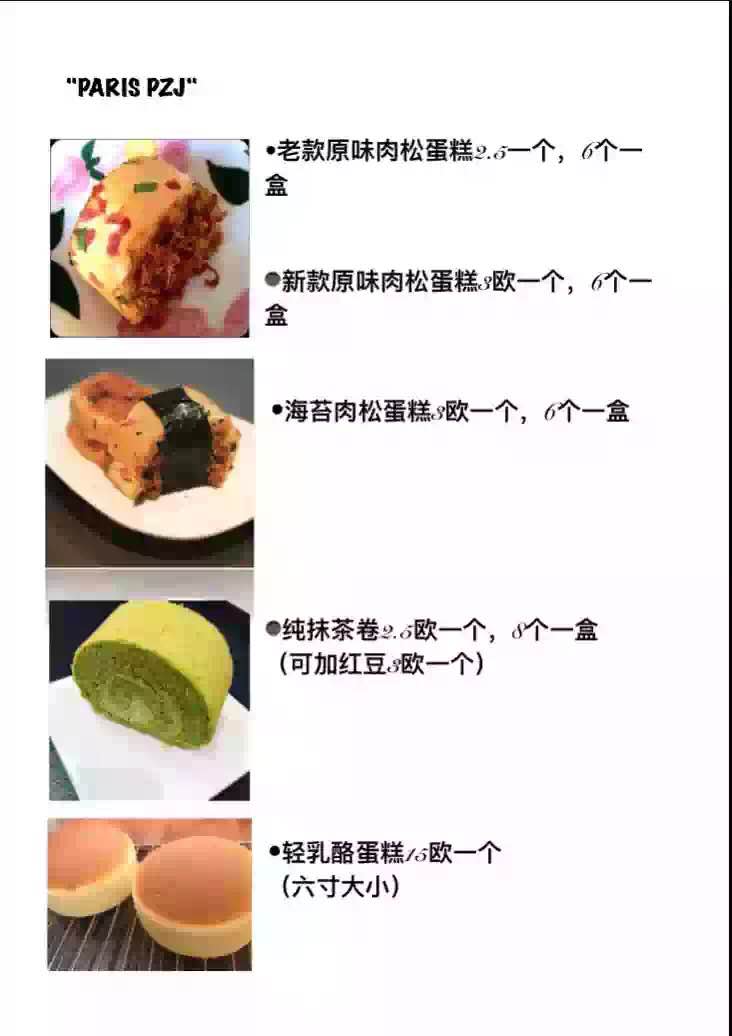 "PARIS PZJ"
•老款原味肉松蛋糕2.5一个，6个一
盒
●新款原味肉松蛋糕3欧一个，6个一
盒
•海苔肉松蛋糕3欧一个，6个一盒
●纯抹茶卷2.5欧一个，8个一盒
（可加红豆3欧一个）
•轻乳酪蛋糕15欧一个
（六寸大小）